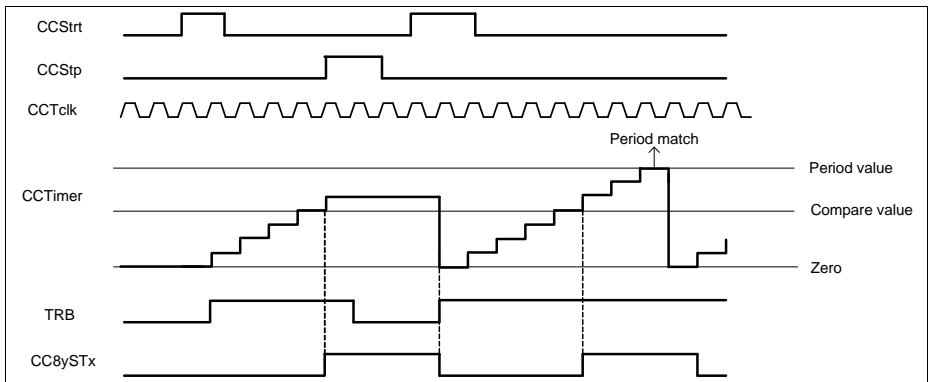 CCStrt
CCStp
CCTclk
Period match
Period value
CCTimer
Compare value
Zero
TRB
CC8ySTx